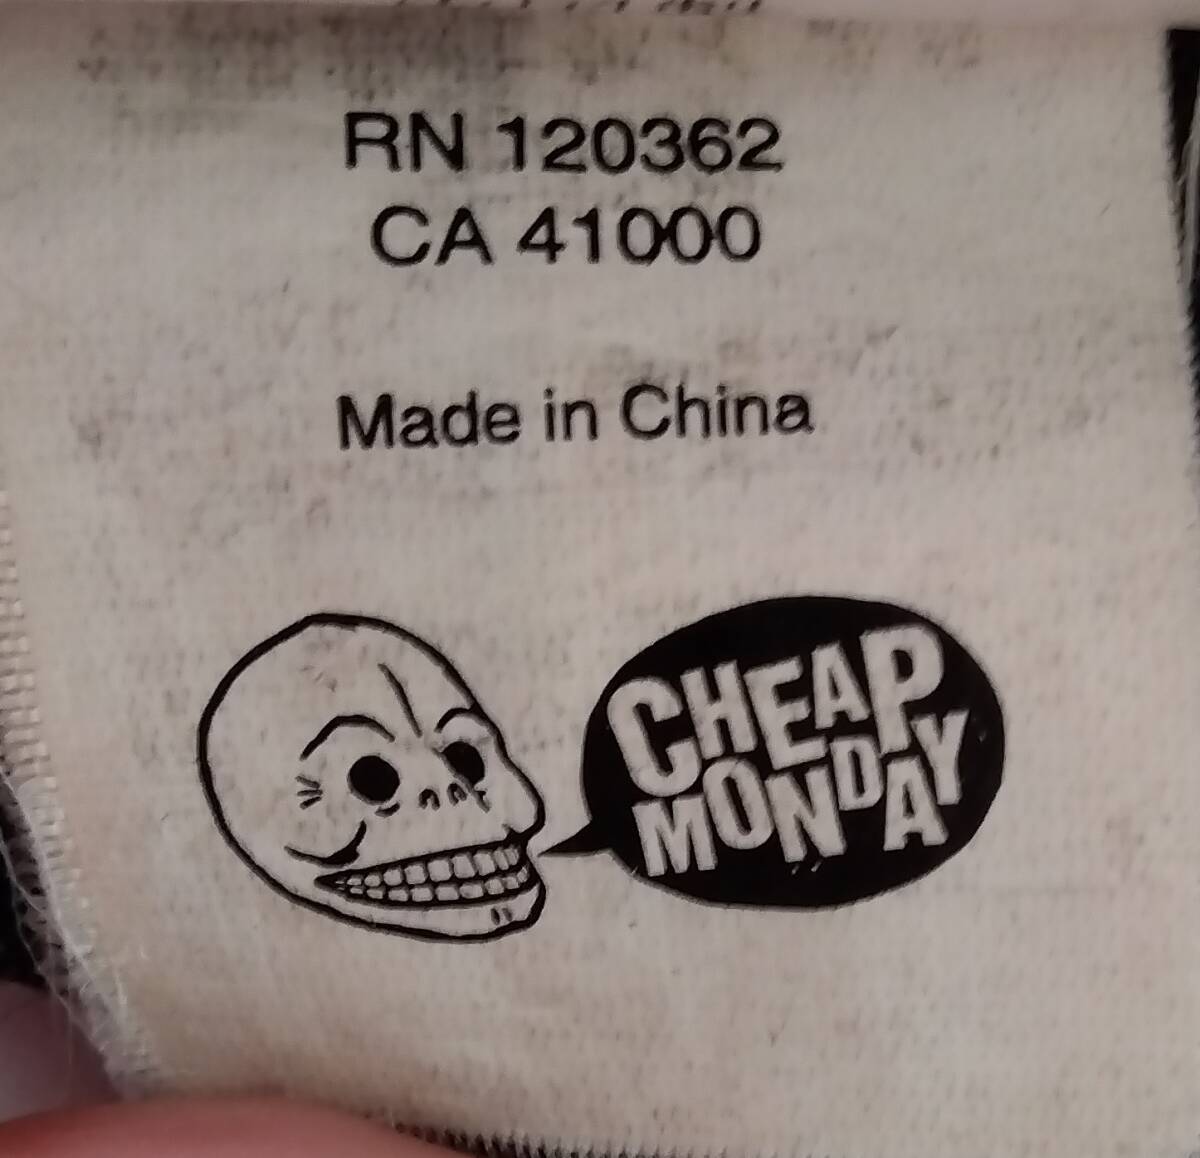 RN 120362
CA 41000
Made in China
CHEAP
MONDAY